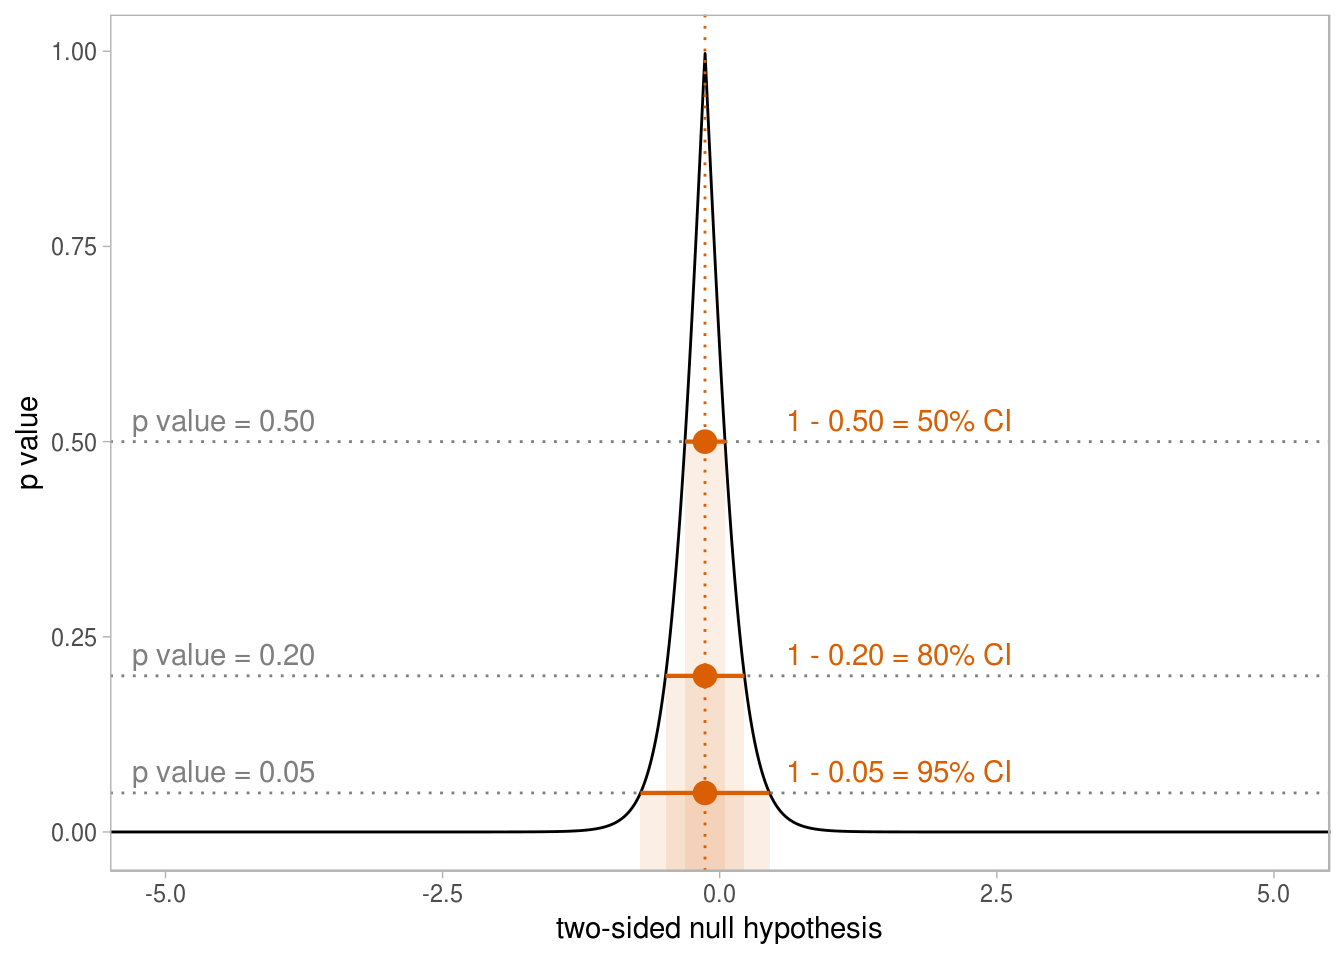 1.00
0.75
p value = 0.50
1 - 0.50 = 50% CI
0.50
p value
0.25
p value = 0.20
1 - 0.20 = 80% CI
p value = 0.05
1 - 0.05 = 95% CI
0.00
-5.0
-2.5
0.0
2.5
5.0
two-sided null hypothesis